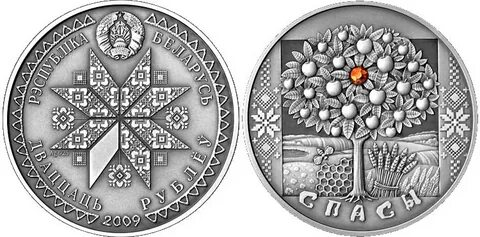 РЭСПУБЛІКА БЕЛАРУСЬ
ДВАЦЦАЦЬ РУБЛЁЎ
2009
СПАСЫ